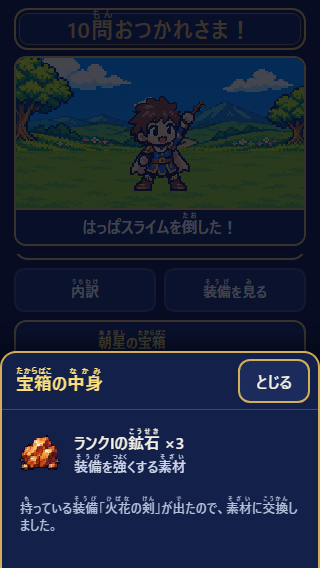 10問おつかれさま！
はっぱスライムを倒した！
内訳
装備を見る
朝星の宝箱
宝箱の中身
とじる
ランク1の鉱石 ×3
装備を強くする素材
持っている装備「火花の剣」が出たので、素材に交換し
ました。